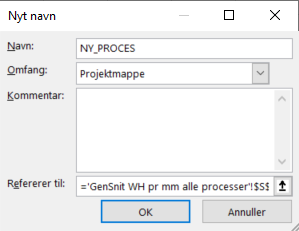 Nyt navn
Navn: NY_PROCES
Omfang: Projektmappe
Kommentar:
Refererer til: ='GenSnit WH pr mm alle processer'!$S$
OK Annuller